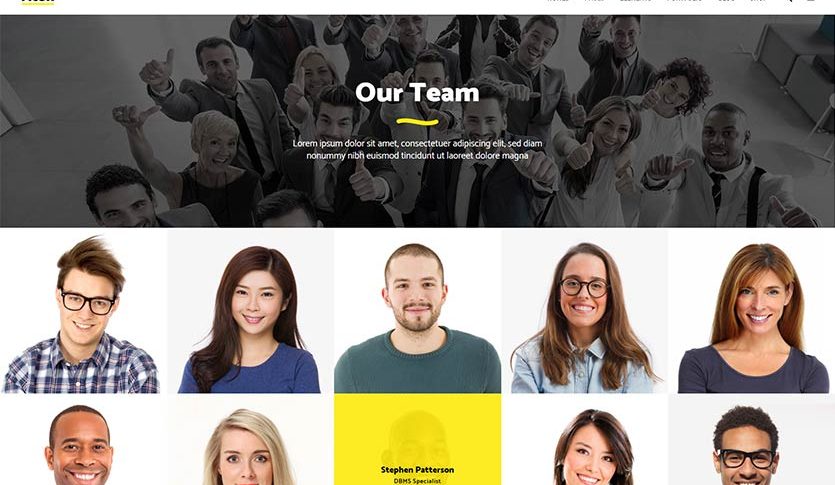 Our Team
Lorem ipsum dolor sit amet, consectetuer adipiscing elit, sed diam
nonummy nibh euismod tincidunt ut laoreet dolore magna
Stephen Patterson
DBMS Specialist